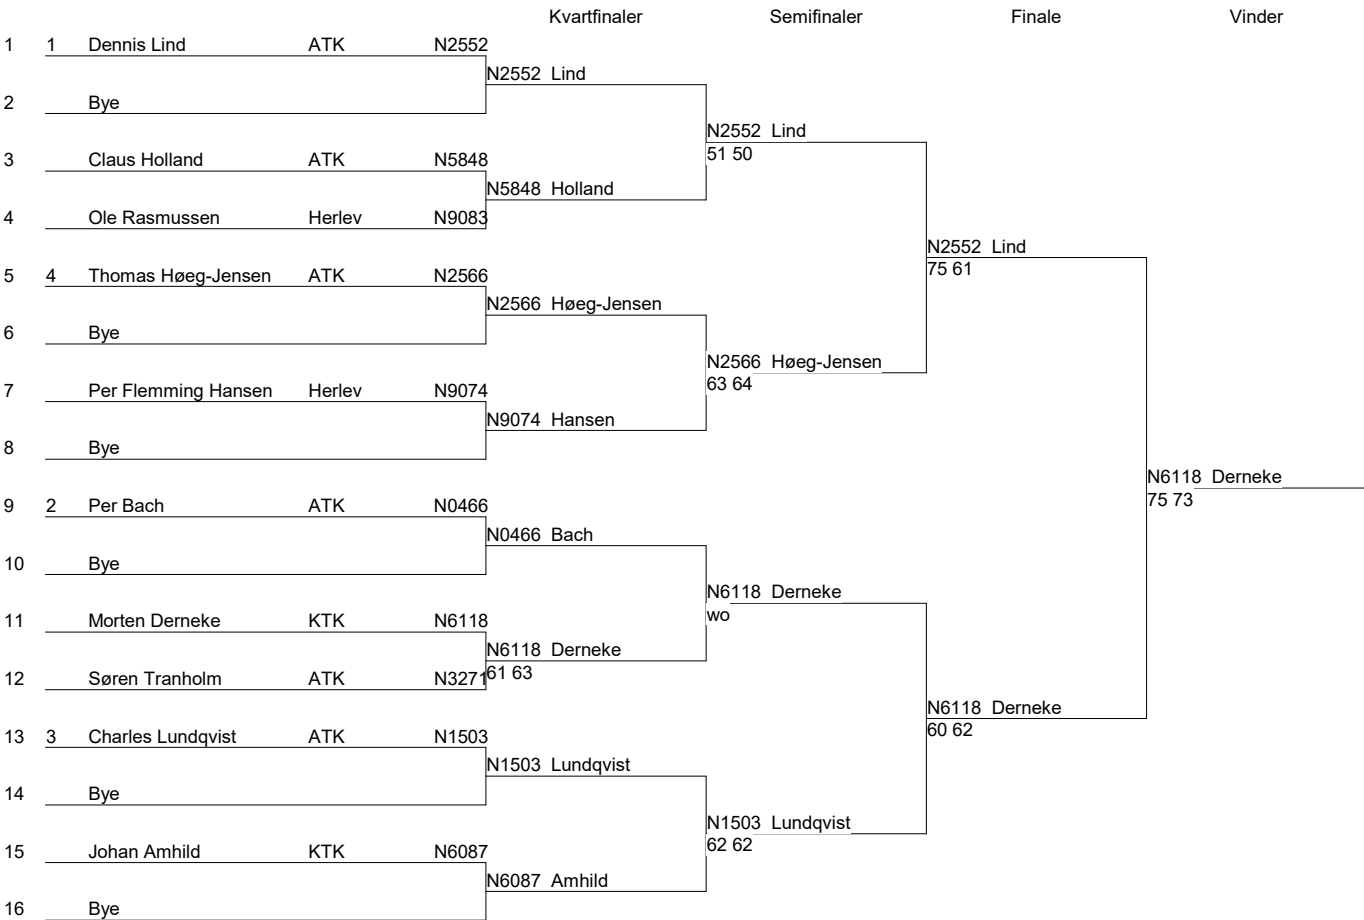 Kvartfinaler Semifinaler Finale Vinder
1 1 Dennis Lind ATK N2552
N2552 Lind
2 Bye
N2552 Lind
51 50
3 Claus Holland ATK N5848
N5848 Holland
4 Ole Rasmussen Herlev N9083
N2552 Lind
75 61
5 4 Thomas Høeg-Jensen ATK N2566
N2566 Høeg-Jensen
6 Bye
N2566 Høeg-Jensen
63 64
7 Per Flemming Hansen Herlev N9074
N9074 Hansen
8 Bye
N6118 Derneke
75 73
9 2 Per Bach ATK N0466
N0466 Bach
10 Bye
N6118 Derneke
wo
11 Morten Derneke KTK N6118
N6118 Derneke
61 63
12 Søren Tranholm ATK N3271
N6118 Derneke
60 62
13 3 Charles Lundqvist ATK N1503
N1503 Lundqvist
14 Bye
N1503 Lundqvist
62 62
15 Johan Amhild KTK N6087
N6087 Amhild
16 Bye